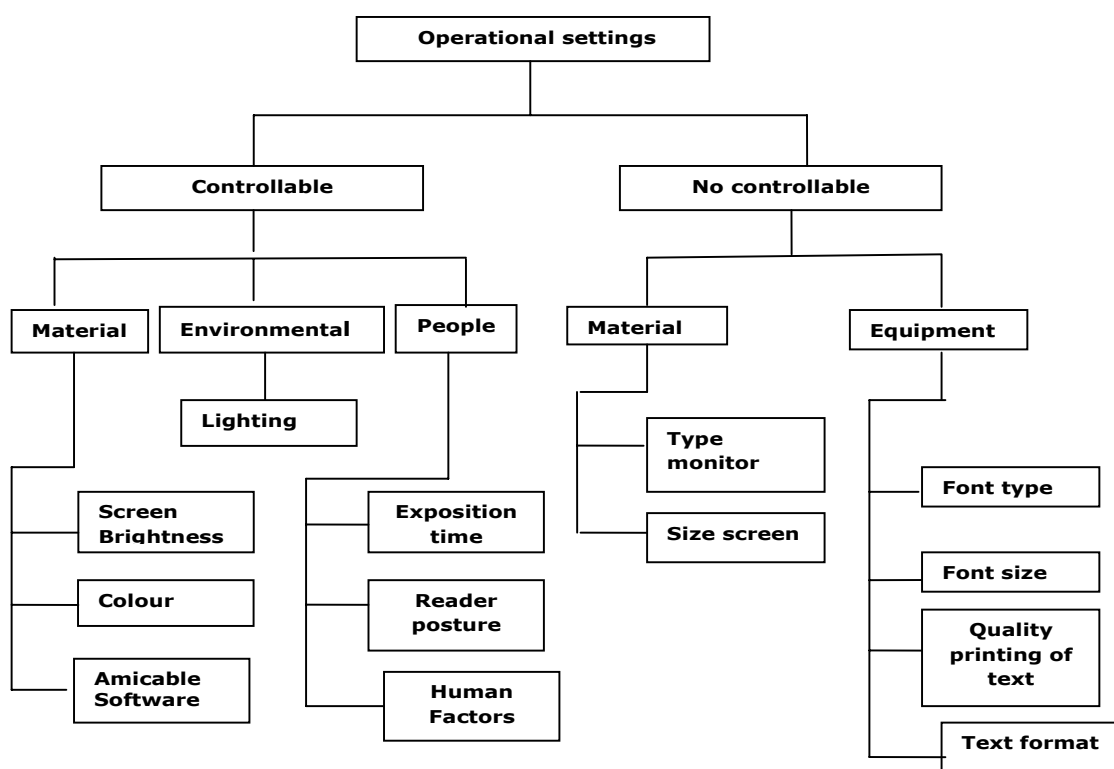 Operational settings
Controllable
No controllable
Material
Environmental
People
Material
Equipment
Lighting
Type
monitor
Size screen
Screen
Brightness
Colour
Amicable
Software
Exposition
time
Reader
posture
Human
Factors
Font type
Font size
Quality
printing of
text
Text format